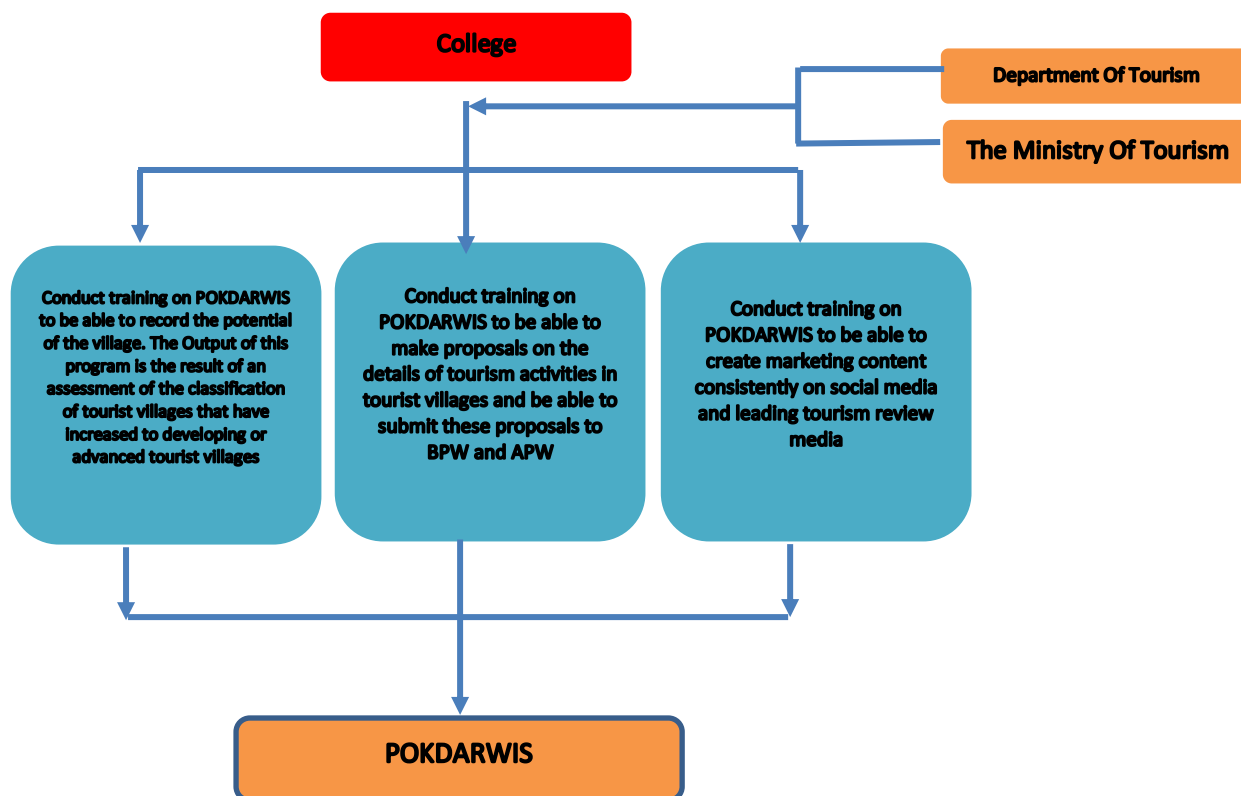 College
Department Of Tourism
The Ministry Of Tourism
Conduct training on POKDARWIS
to be able to record the potential
of the village. The Output of this
program is the result of an
assessment of the classification
of tourist villages that have
increased to developing or
advanced tourist villages
Conduct training on
POKDARWIS to be able to
make proposals on the
details of tourism activities in
tourist villages and be able to
submit these proposals to
BPW and APW
Conduct training on
POKDARWIS to be able to
create marketing content
consistently on social media
and leading tourism review
media
POKDARWIS